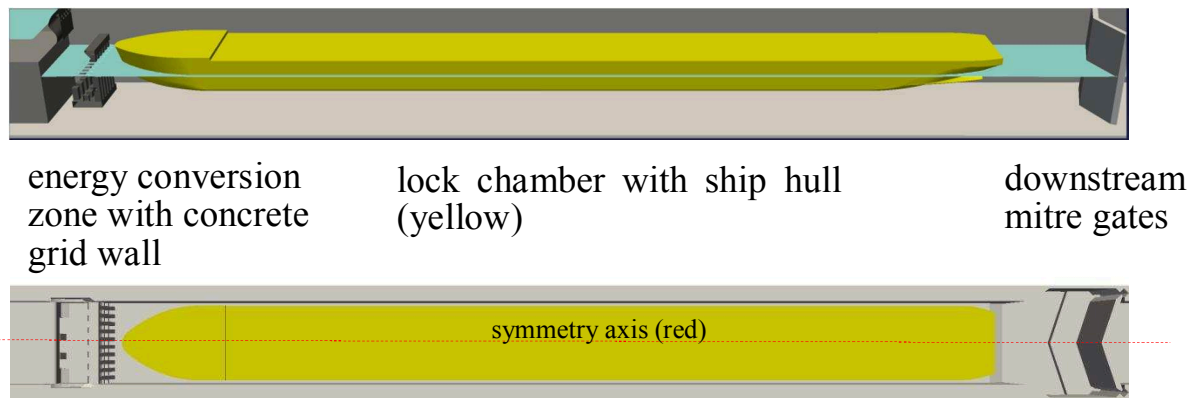 energy conversion
zone with concrete
grid wall
lock chamber with ship hull
(yellow)
downstream
mitre gates
symmetry axis (red)